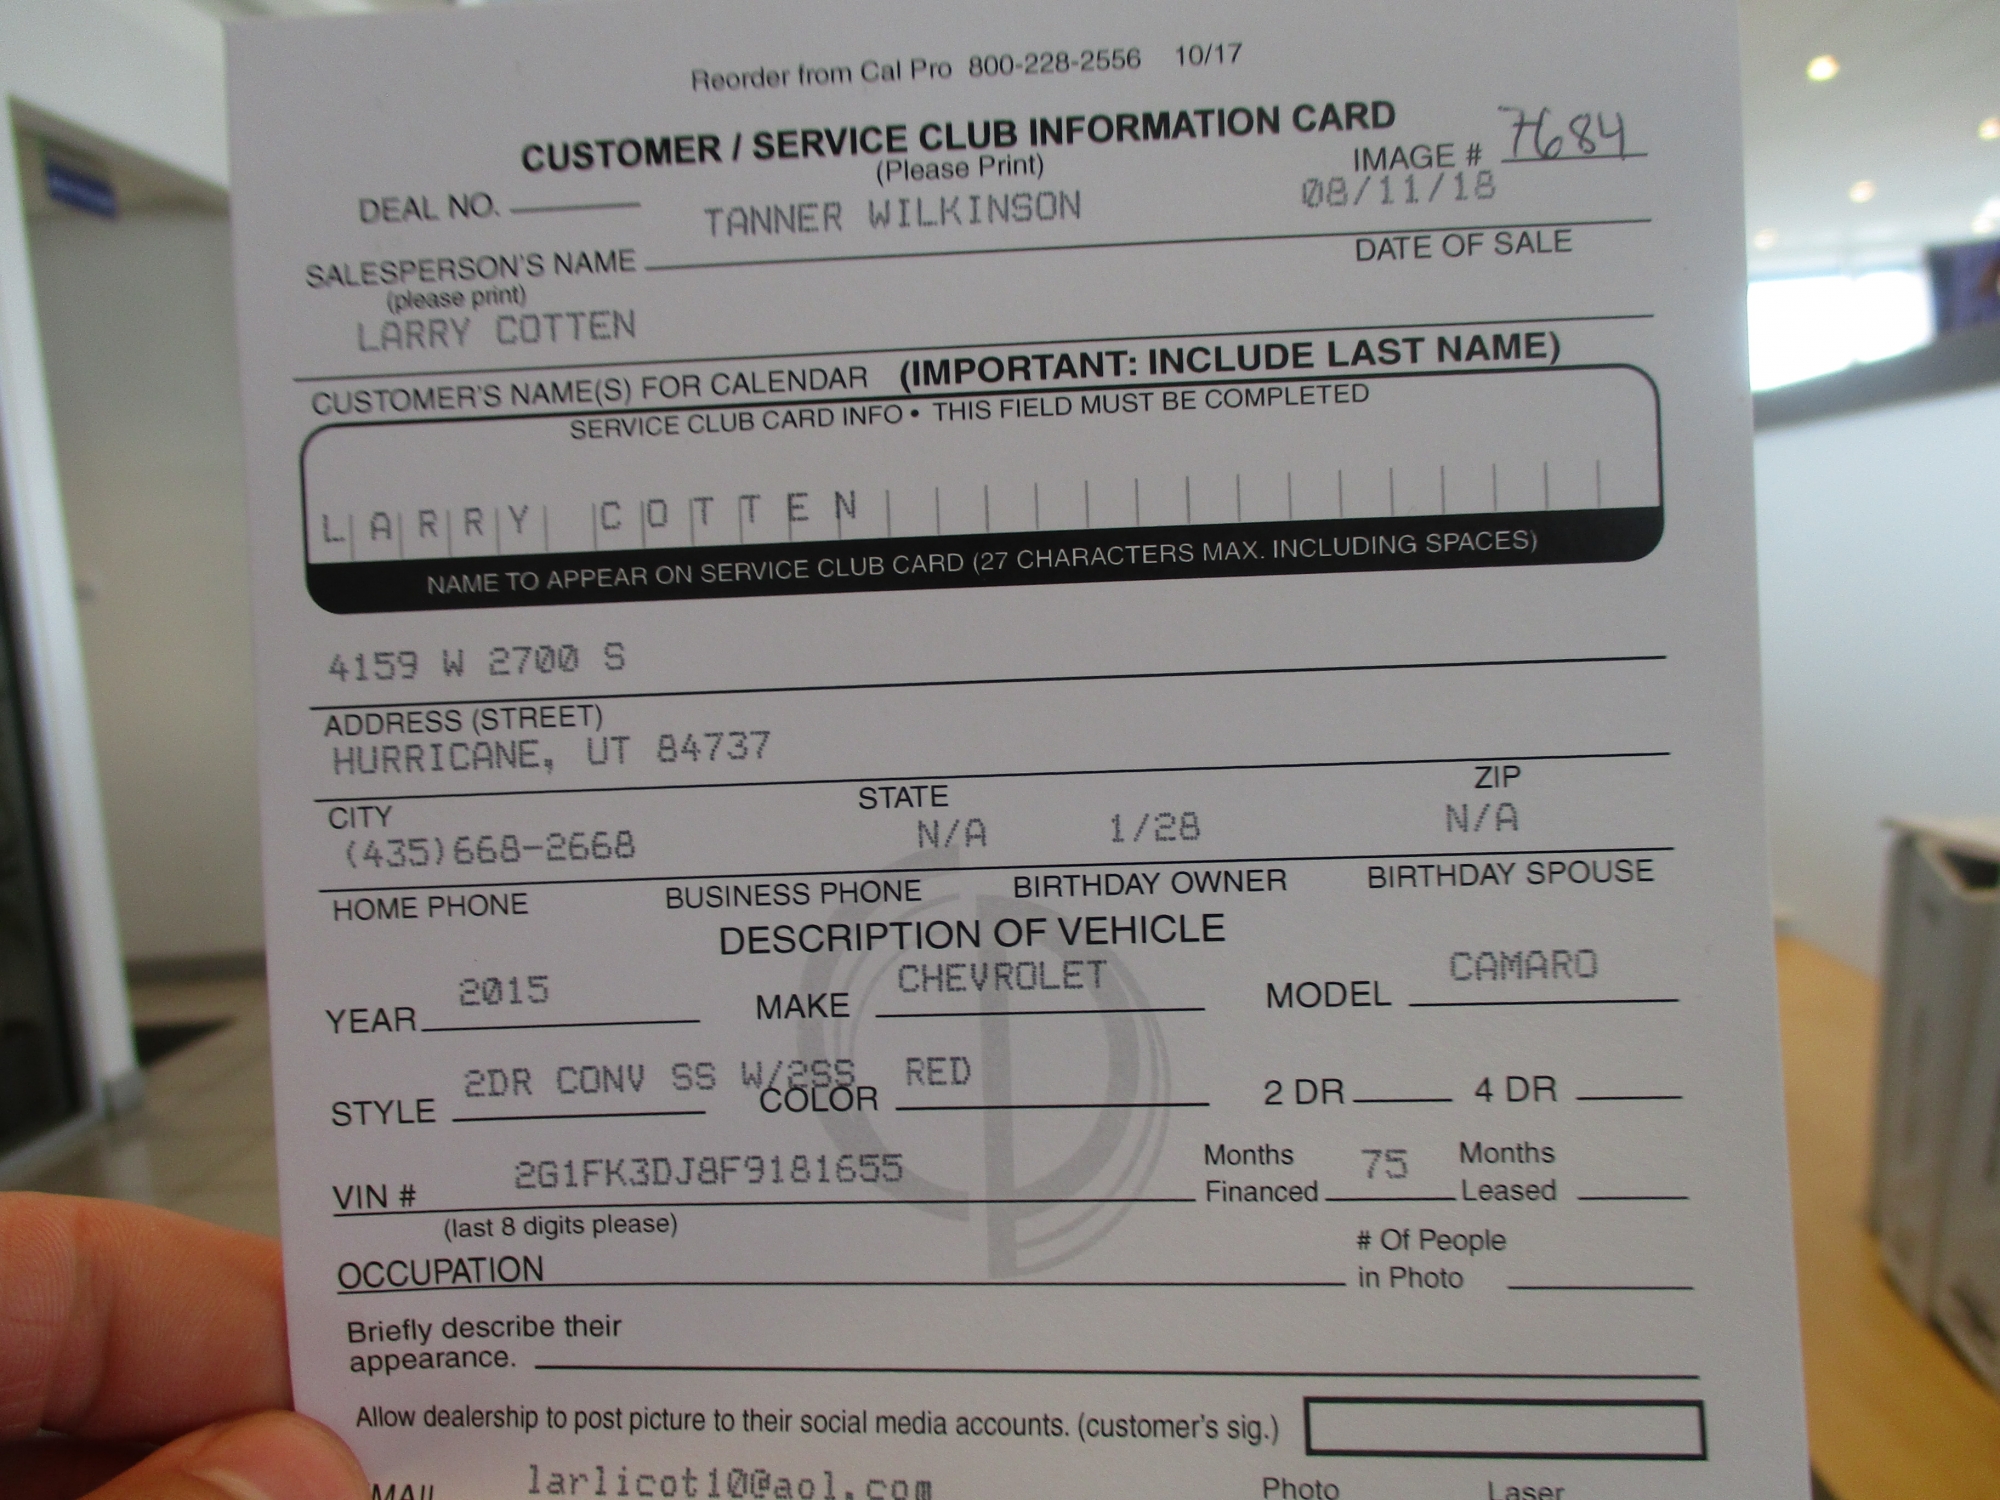 Reorder from Cal Pro 800-228-2556 10/17
CUSTOMER / SERVICE CLUB INFORMATION CARD
(Please Print)
IMAGE # 7684
DEAL NO.
TANNER WILKINSON 08/11/18
SALESPERSON'S NAME DATE OF SALE
(please print)
LARRY COTTEN
CUSTOMER'S NAME(S) FOR CALENDAR (IMPORTANT: INCLUDE LAST NAME)
SERVICE CLUB CARD INFO • THIS FIELD MUST BE COMPLETED
LARRY COTTEN
NAME TO APPEAR ON SERVICE CLUB CARD (27 CHARACTERS MAX. INCLUDING SPACES)
4159 W 2700 S
ADDRESS (STREET)
HURRICANE, UT 84737
CITY STATE ZIP
(435)668-2668 N/A 1/28 N/A
HOME PHONE BUSINESS PHONE BIRTHDAY OWNER BIRTHDAY SPOUSE
DESCRIPTION OF VEHICLE
YEAR 2015 MAKE CHEVROLET MODEL CAMARO
STYLE 2DR CONV SS W/2SS COLOR RED 2 DR 4 DR
VIN # 2G1FK3DJ8F9181655 Months Financed 75 Months Leased
(last 8 digits please)
OCCUPATION # Of People in Photo
Briefly describe their
appearance.
Allow dealership to post picture to their social media accounts. (customer's sig.)
larlicot10@aol.com Photo Laser